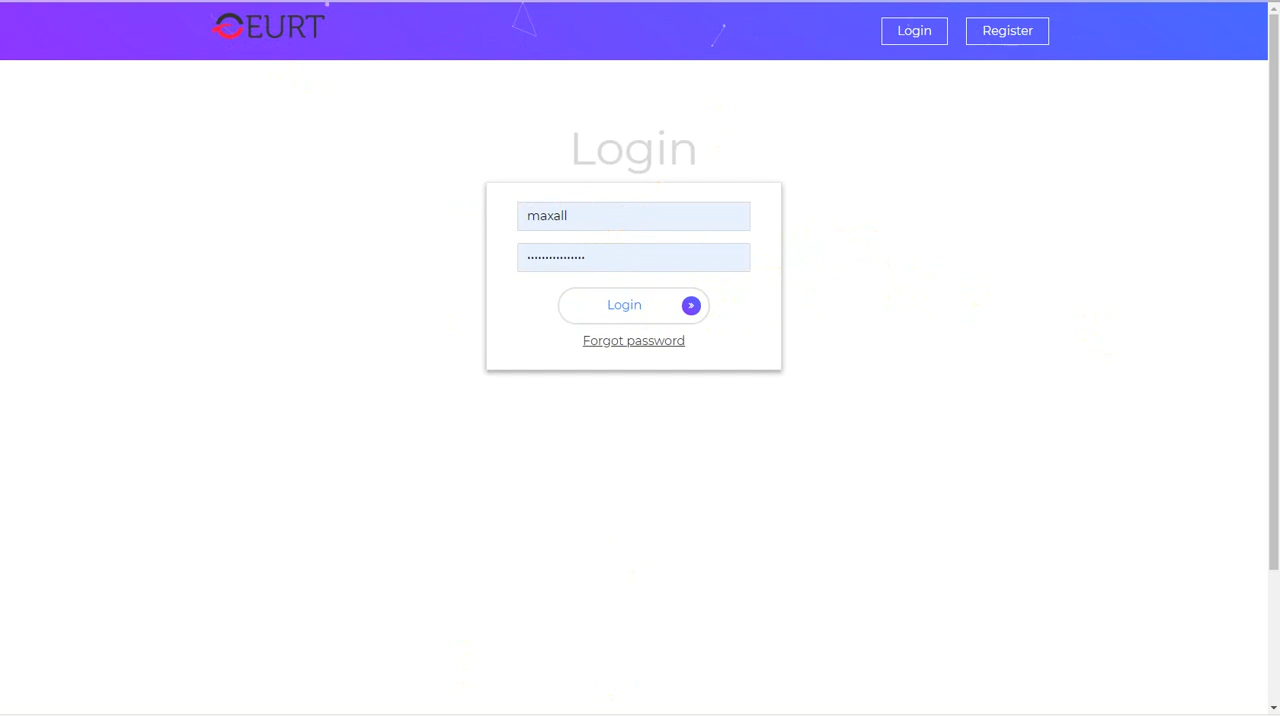 EURT
Login
Register
Login
maxall
••••••••••••••••
Login
Forgot password